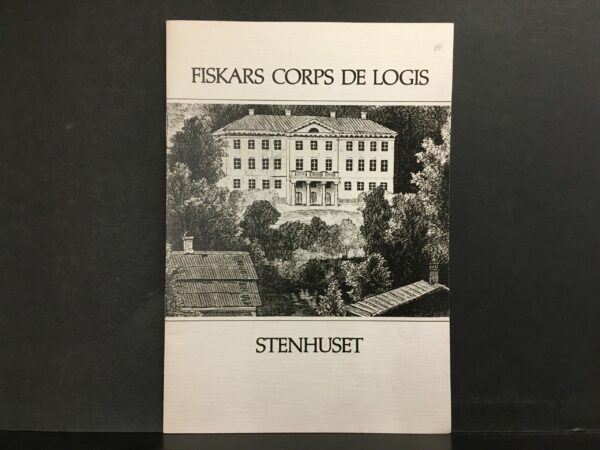 FISKARS CORPS DE LOGIS
STENHUSET